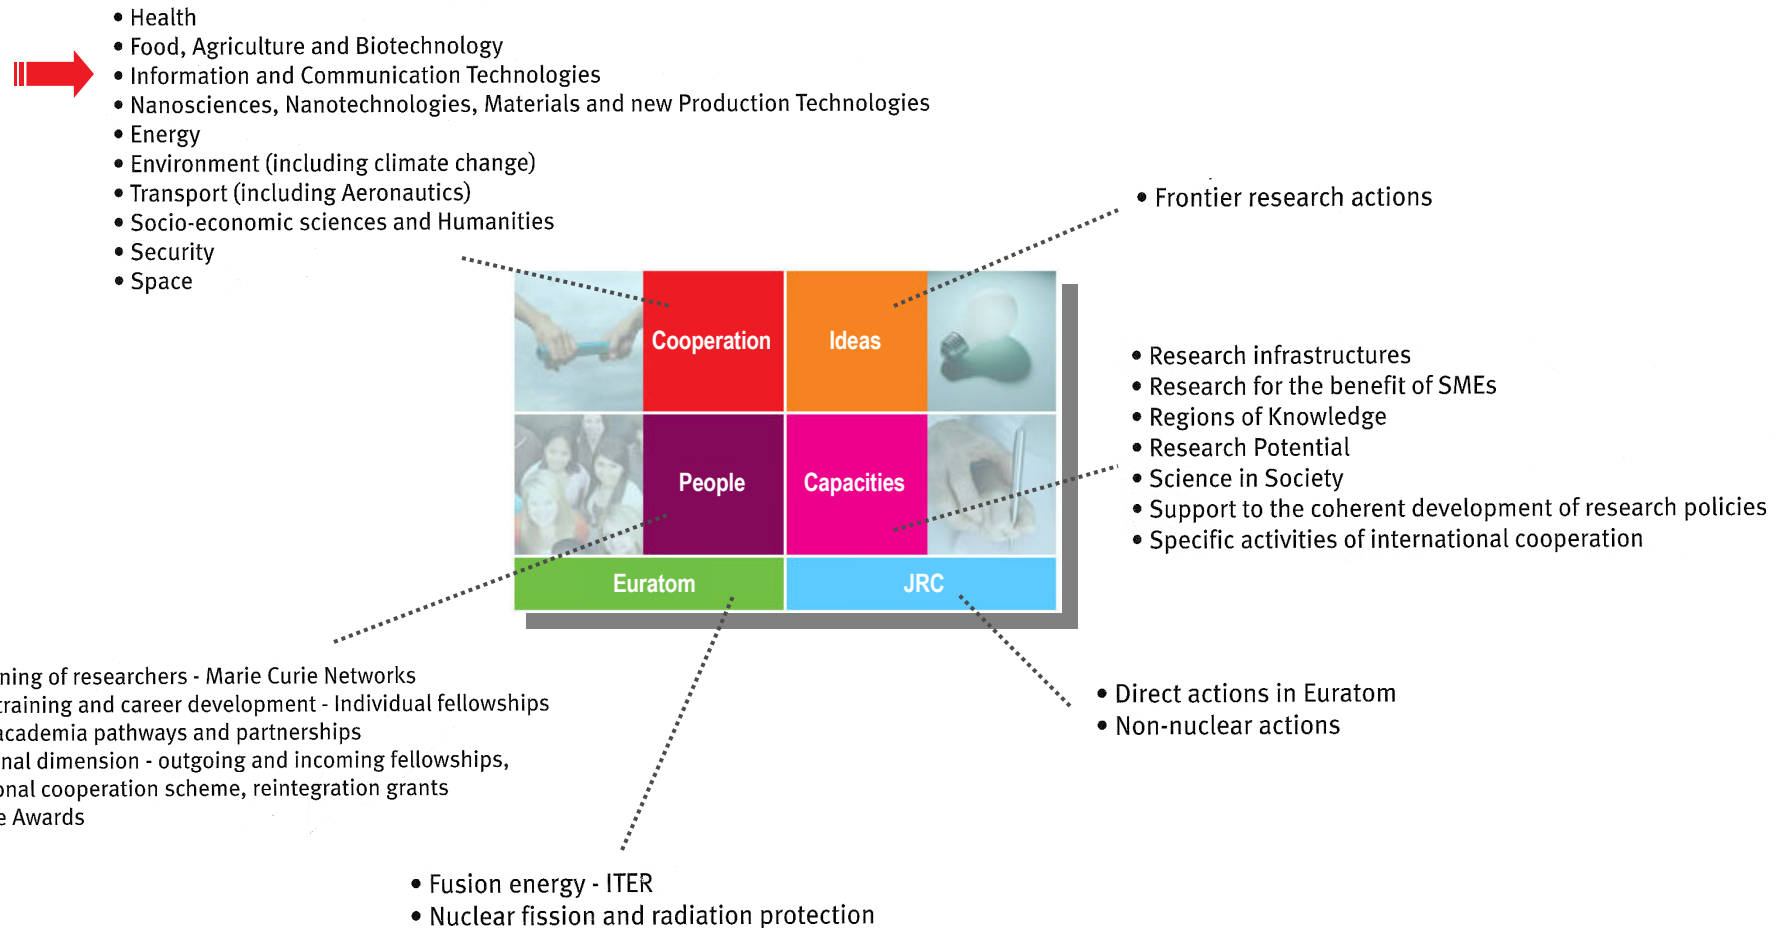 • Health
• Food, Agriculture and Biotechnology
• Information and Communication Technologies
• Nanosciences, Nanotechnologies, Materials and new Production Technologies
• Energy
• Environment (including climate change)
• Transport (including Aeronautics)
• Socio-economic sciences and Humanities
• Security
• Space
• Frontier research actions
Cooperation
Ideas
• Research infrastructures
• Research for the benefit of SMEs
• Regions of Knowledge
• Research Potential
• Science in Society
• Support to the coherent development of research policies
• Specific activities of international cooperation
People
Capacities
Euratom
JRC
ning of researchers - Marie Curie Networks
training and career development - Individual fellowships
academia pathways and partnerships
nal dimension - outgoing and incoming fellowships,
onal cooperation scheme, reintegration grants
e Awards
• Direct actions in Euratom
• Non-nuclear actions
• Fusion energy - ITER
• Nuclear fission and radiation protection